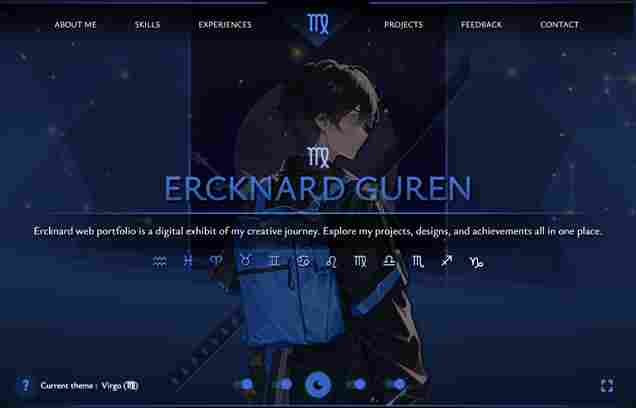 ABOUT ME SKILLS EXPERIENCES ♍ PROJECTS FEEDBACK CONTACT
♍
ERCKNARD GUREN
Ercknard web portfolio is a digital exhibit of my creative journey. Explore my projects, designs, and achievements all in one place.
♒ ♓ ♈ ♉ ♊ ♋ ♌ ♍ ♎ ♏ ♐ ♑
? Current theme : Virgo (♍)